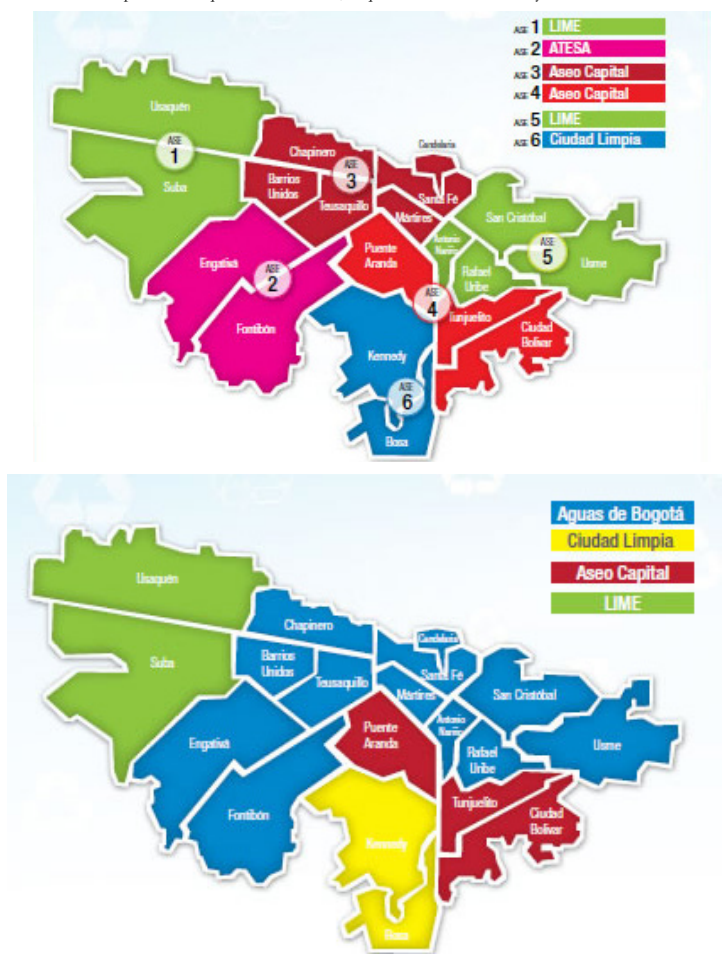 ASE 1 LIME
ASE 2 ATESA
ASE 3 Aseo Capital
ASE 4 Aseo Capital
ASE 5 LIME
ASE 6 Ciudad Limpia
Usaquén
ASE
1
Suba
Chapinero
Candelaria
ASE
3
Barrios
Unidos
Teusaquillo
Santa Fé
Mártires
San Cristóbal
Engativá
ASE
2
Puente
Aranda
Antonio
Nariño
ASE
5
Usme
Rafael
Uribe
Fontibón
ASE
4
Tunjuelito
Ciudad
Bolívar
Kennedy
ASE
6
Bosa
Aguas de Bogotá
Ciudad Limpia
Aseo Capital
LIME
Usaquén
Chapinero
Candelaria
Suba
Barrios
Unidos
Teusaquillo
Santa Fé
Mártires
San Cristóbal
Engativá
Puente
Aranda
Antonio
Nariño
Rafael
Uribe
Usme
Fontibón
Tunjuelito
Ciudad
Bolívar
Kennedy
Bosa